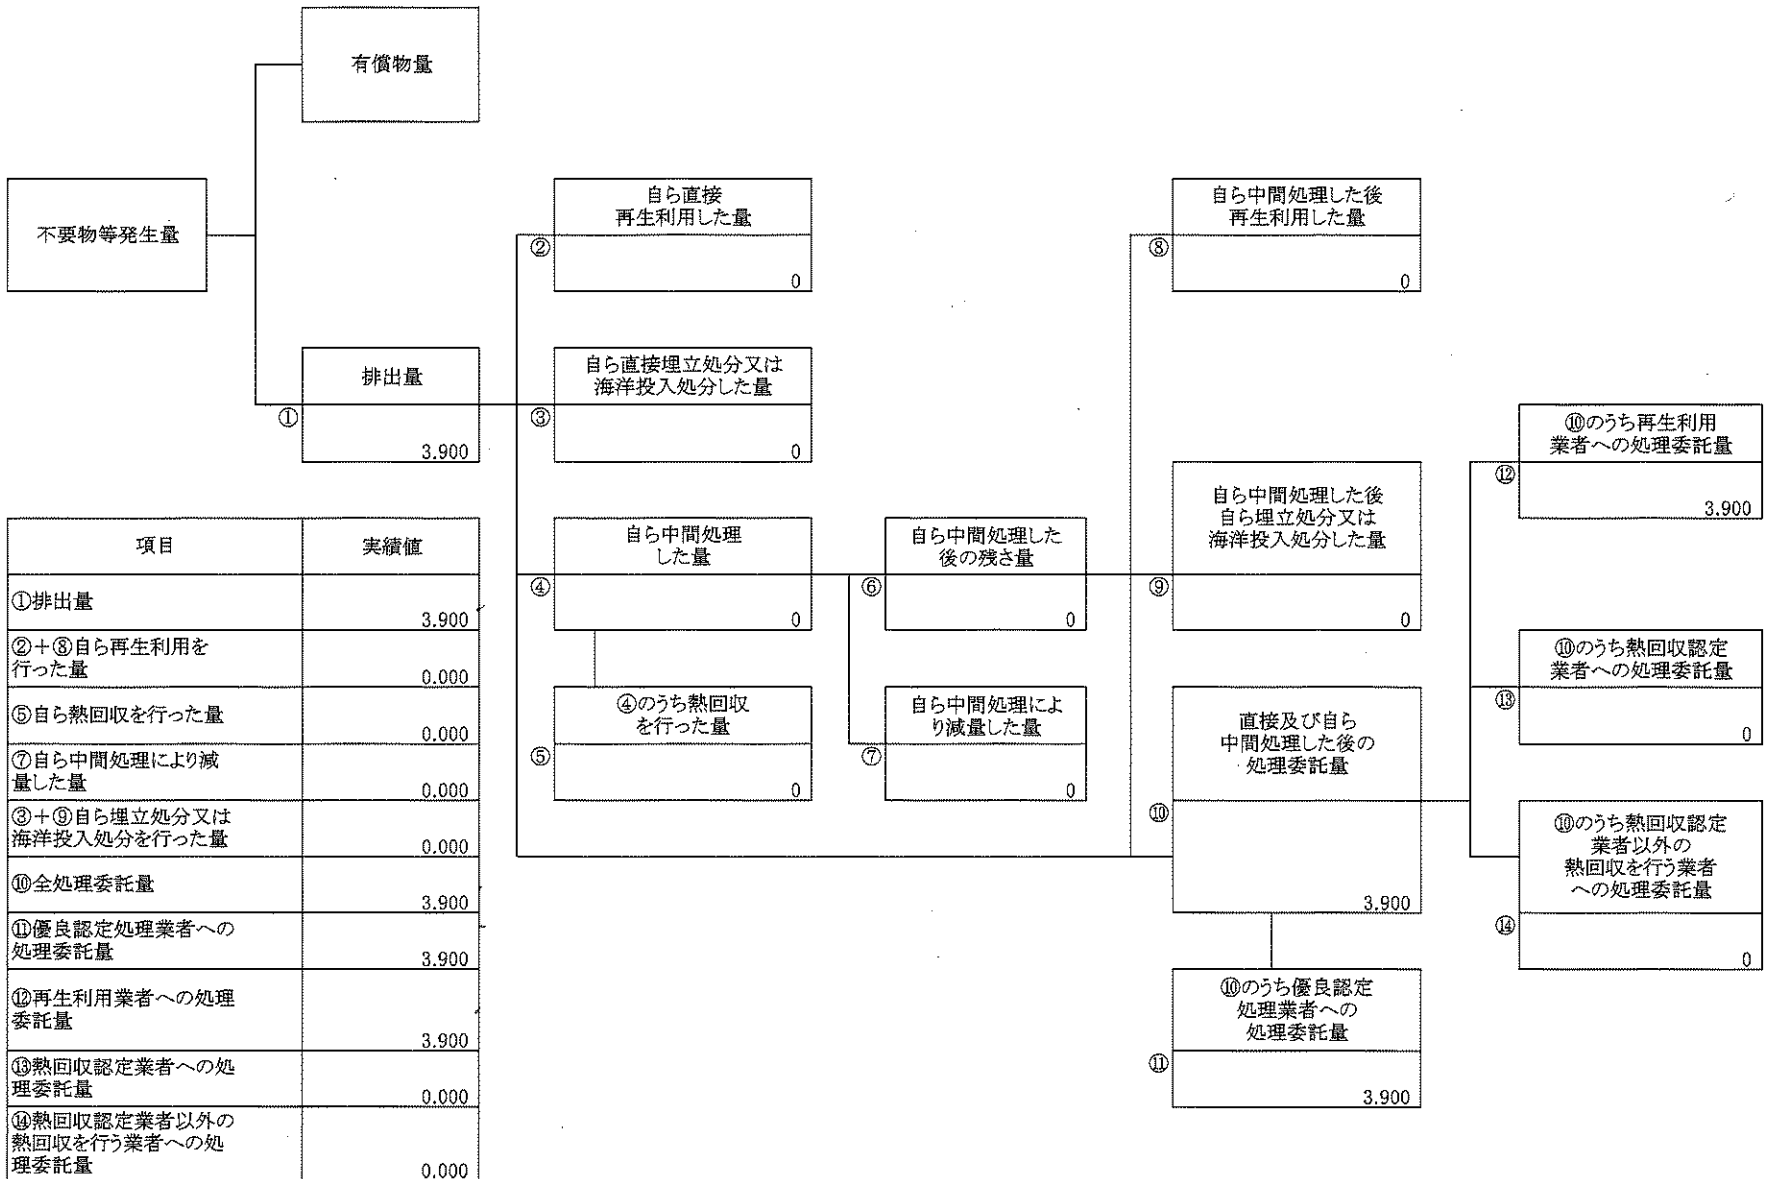 有償物量
不要物等発生量
排出量
①
3.900
自ら直接
再生利用した量
②
0
自ら直接埋立処分又は
海洋投入処分した量
③
0
自ら中間処理
した量
④
0
④のうち熱回収
を行った量
⑤
0
自ら中間処理した
後の残さ量
⑥
0
自ら中間処理によ
り減量した量
⑦
0
自ら中間処理した後
再生利用した量
⑧
0
自ら中間処理した後
自ら埋立処分又は
海洋投入処分した量
⑨
0
直接及び自ら
中間処理した後の
処理委託量
⑩
3.900
⑩のうち優良認定
処理業者への
処理委託量
⑪
3.900
⑩のうち再生利用
業者への処理委託量
⑫
3.900
⑩のうち熱回収認定
業者への処理委託量
⑬
0
⑩のうち熱回収認定
業者以外の
熱回収を行う業者
への処理委託量
⑭
0
項目 実績値
①排出量
3.900
②+⑧自ら再生利用を
行った量
0.000
⑤自ら熱回収を行った量
0.000
⑦自ら中間処理により減
量した量
0.000
③+⑨自ら埋立処分又は
海洋投入処分を行った量
0.000
⑩全処理委託量
3.900
⑪優良認定処理業者への
処理委託量
3.900
⑫再生利用業者への処理
委託量
3.900
⑬熱回収認定業者への処
理委託量
0.000
⑭熱回収認定業者以外の
熱回収を行う業者への処
理委託量
0.000